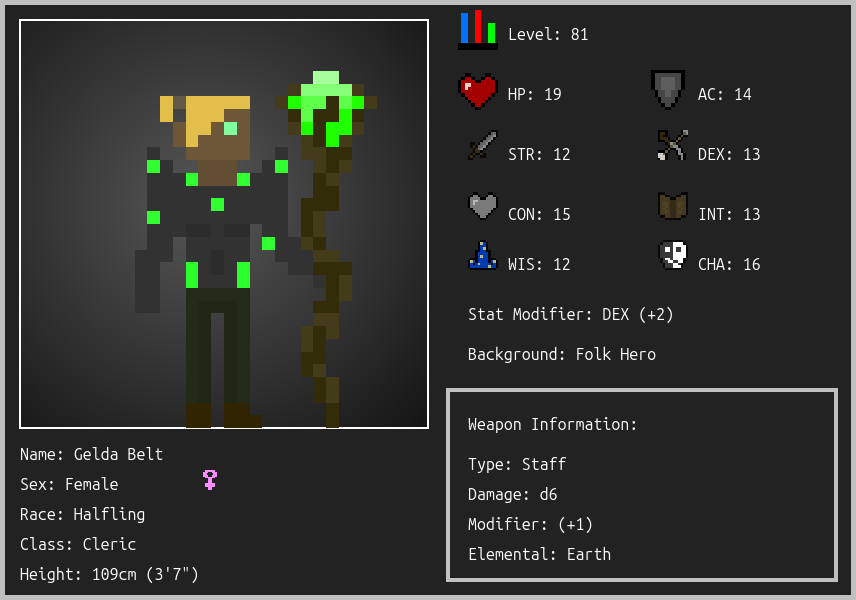 Level: 81
HP: 19
AC: 14
STR: 12
DEX: 13
CON: 15
INT: 13
WIS: 12
CHA: 16
Stat Modifier: DEX (+2)
Background: Folk Hero
Weapon Information:
Type: Staff
Damage: d6
Modifier: (+1)
Elemental: Earth
Name: Gelda Belt
Sex: Female
Race: Halfling
Class: Cleric
Height: 109cm (3'7")